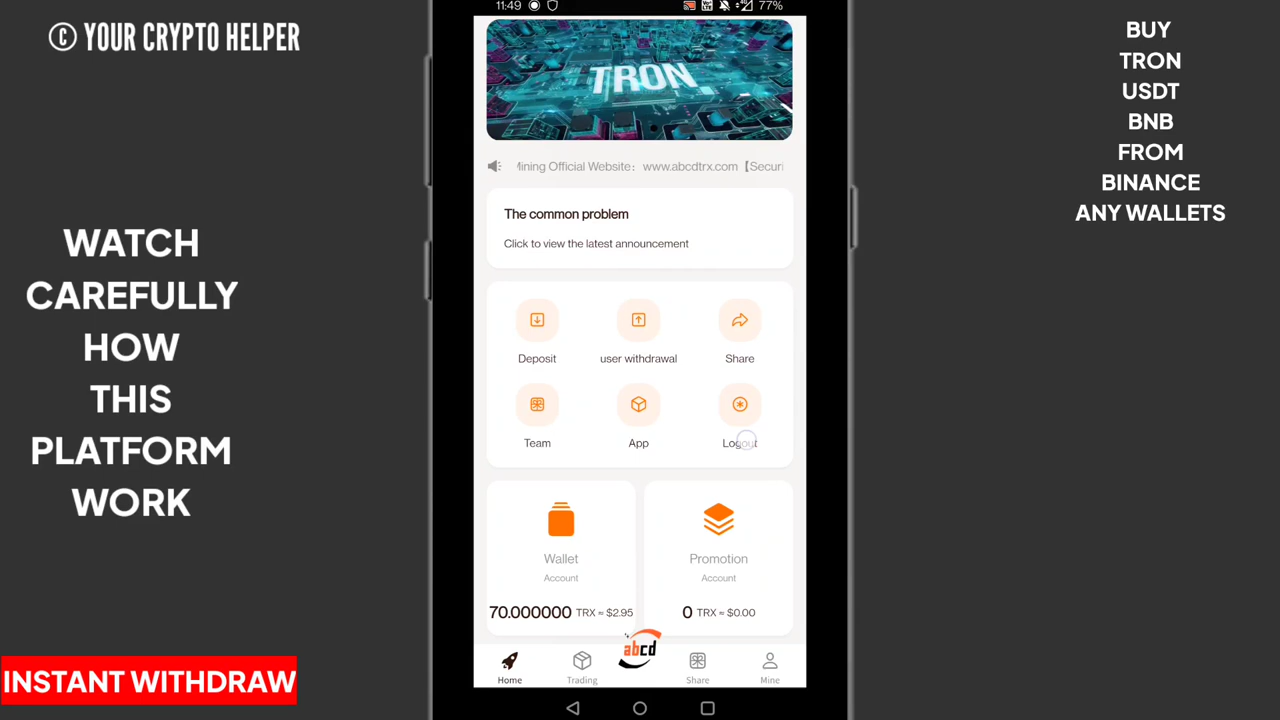 © YOUR CRYPTO HELPER
WATCH
CAREFULLY
HOW
THIS
PLATFORM
WORK
INSTANT WITHDRAW
11:49
77%
TRON
Mining Official Website： www.abcdtrx.com 【Securi
The common problem
Click to view the latest announcement
Deposit
user withdrawal
Share
Team
App
Logout
Wallet
Account
70.000000 TRX ≈ $2.95
Promotion
Account
0 TRX ≈ $0.00
abcd
Home
Trading
Share
Mine
BUY
TRON
USDT
BNB
FROM
BINANCE
ANY WALLETS